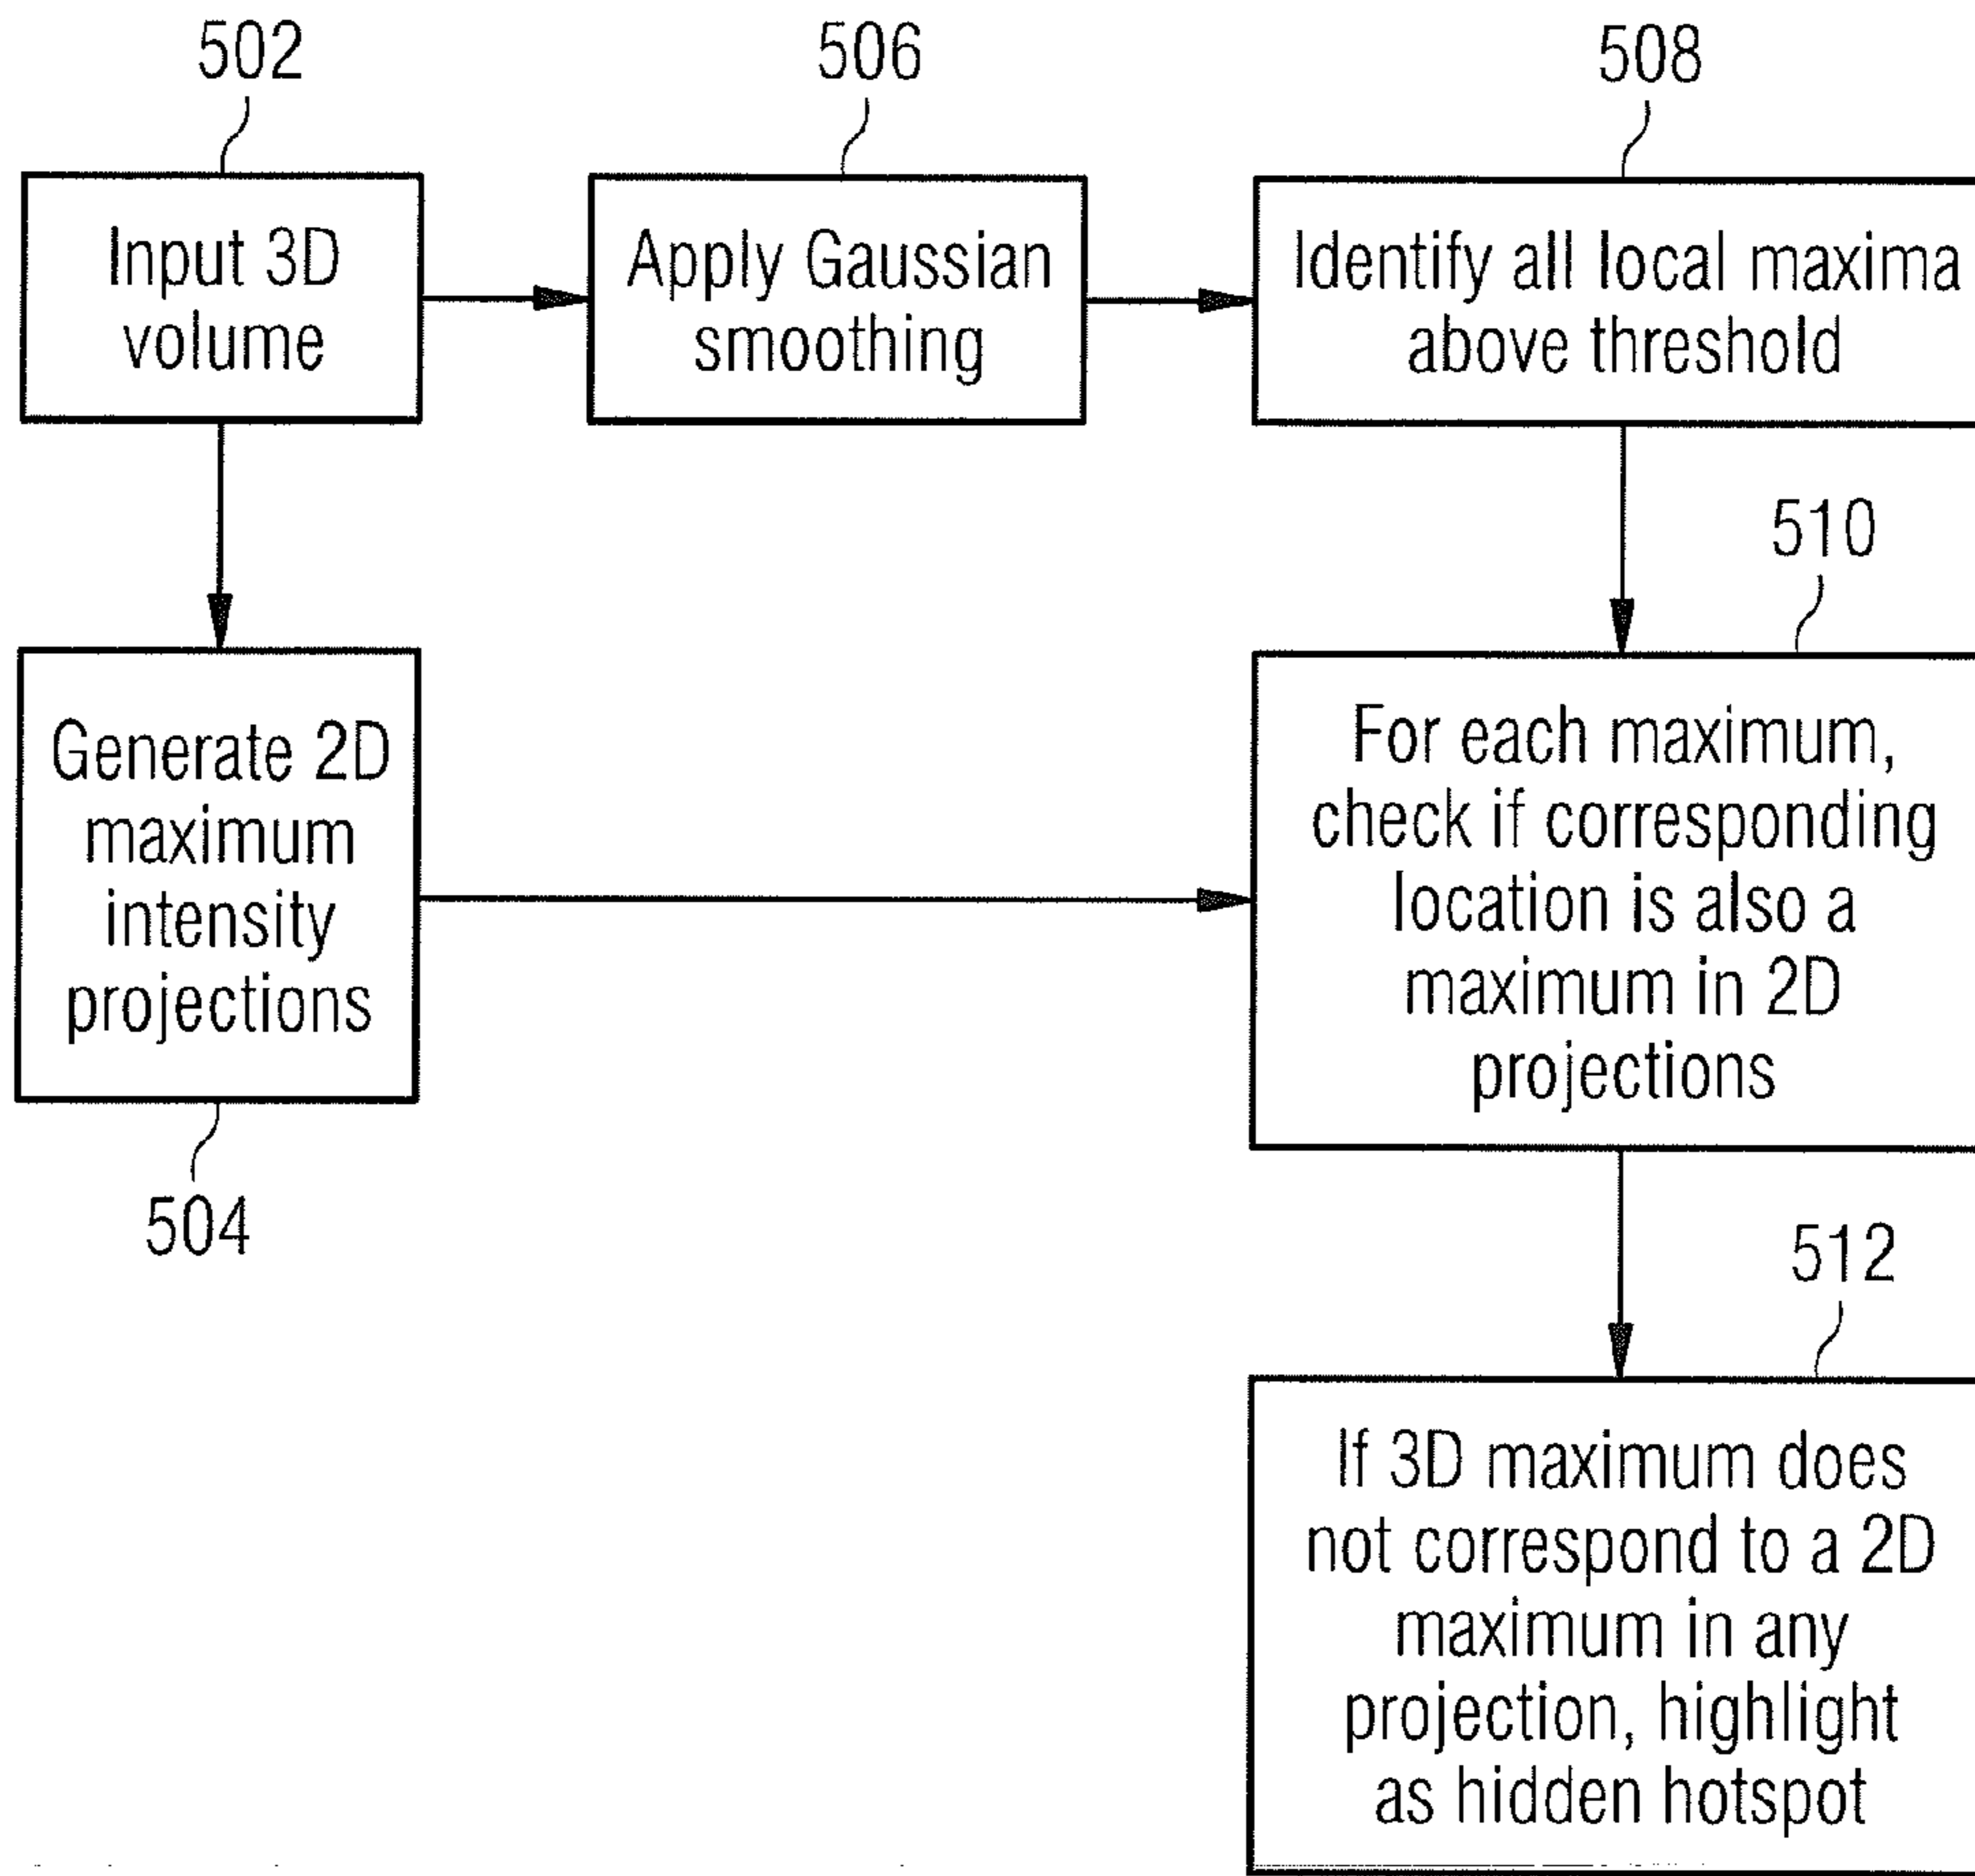 502
506
508
Input 3D
volume
Apply Gaussian
smoothing
Identify all local maxima
above threshold
510
Generate 2D
maximum
intensity
projections
504
For each maximum,
check if corresponding
location is also a
maximum in 2D
projections
512
If 3D maximum does
not correspond to a 2D
maximum in any
projection, highlight
as hidden hotspot